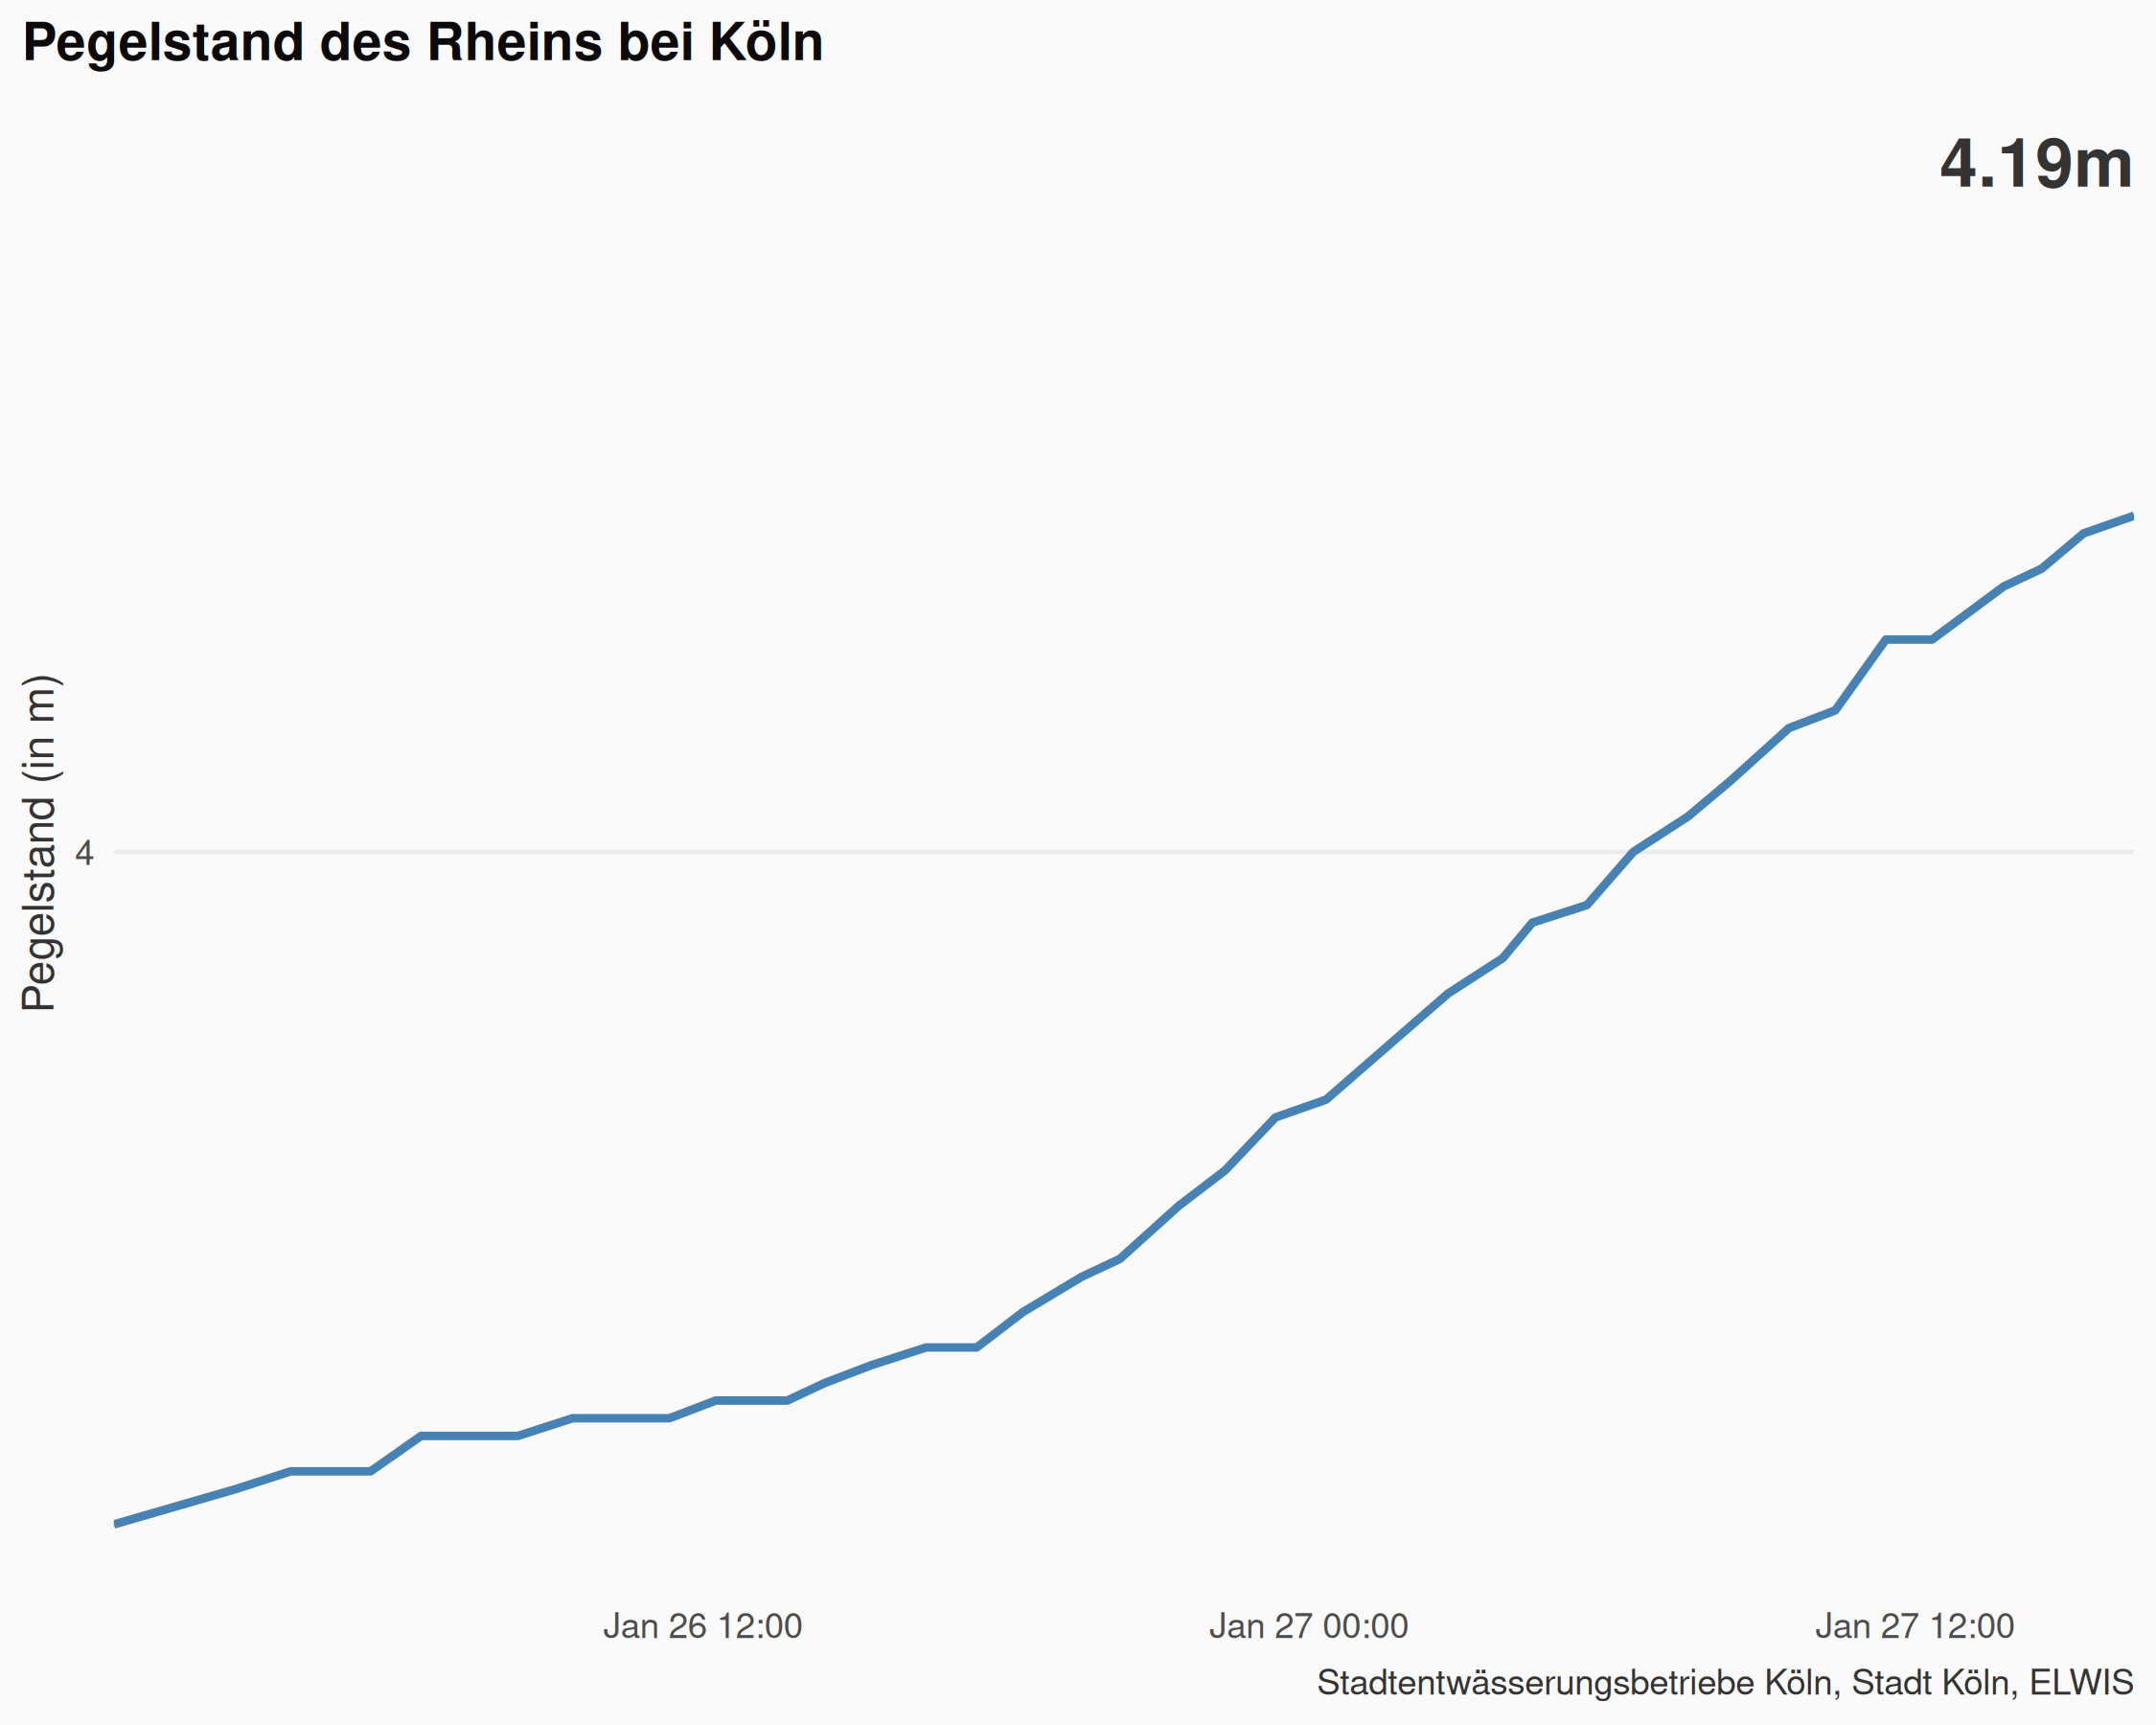 Pegelstand des Rheins bei Köln
4.19m
Pegelstand (in m)
4
Jan 26 12:00
Jan 27 00:00
Jan 27 12:00
Stadtentwässerungsbetriebe Köln, Stadt Köln, ELWIS